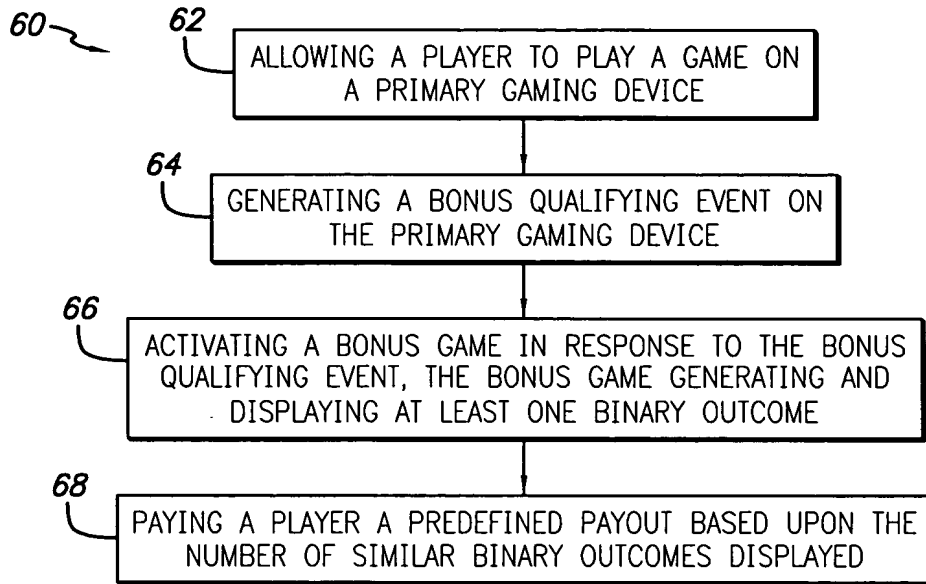 60
62
ALLOWING A PLAYER TO PLAY A GAME ON
A PRIMARY GAMING DEVICE
64
GENERATING A BONUS QUALIFYING EVENT ON
THE PRIMARY GAMING DEVICE
66
ACTIVATING A BONUS GAME IN RESPONSE TO THE BONUS
QUALIFYING EVENT, THE BONUS GAME GENERATING AND
DISPLAYING AT LEAST ONE BINARY OUTCOME
68
PAYING A PLAYER A PREDEFINED PAYOUT BASED UPON THE
NUMBER OF SIMILAR BINARY OUTCOMES DISPLAYED